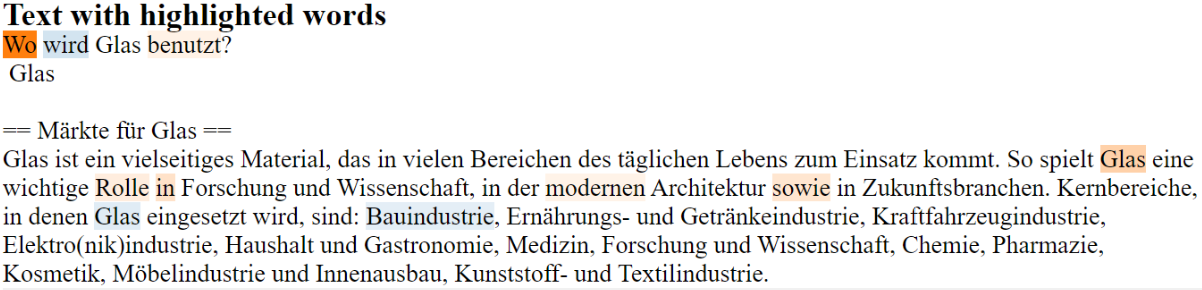 Text with highlighted words
Wo wird Glas benutzt?
Glas
== Märkte für Glas ==
Glas ist ein vielseitiges Material, das in vielen Bereichen des täglichen Lebens zum Einsatz kommt. So spielt Glas eine
wichtige Rolle in Forschung und Wissenschaft, in der modernen Architektur sowie in Zukunftsbranchen. Kernbereiche,
in denen Glas eingesetzt wird, sind: Bauindustrie, Ernährungs- und Getränkeindustrie, Kraftfahrzeugindustrie,
Elektro(nik)industrie, Haushalt und Gastronomie, Medizin, Forschung und Wissenschaft, Chemie, Pharmazie,
Kosmetik, Möbelindustrie und Innenausbau, Kunststoff- und Textilindustrie.